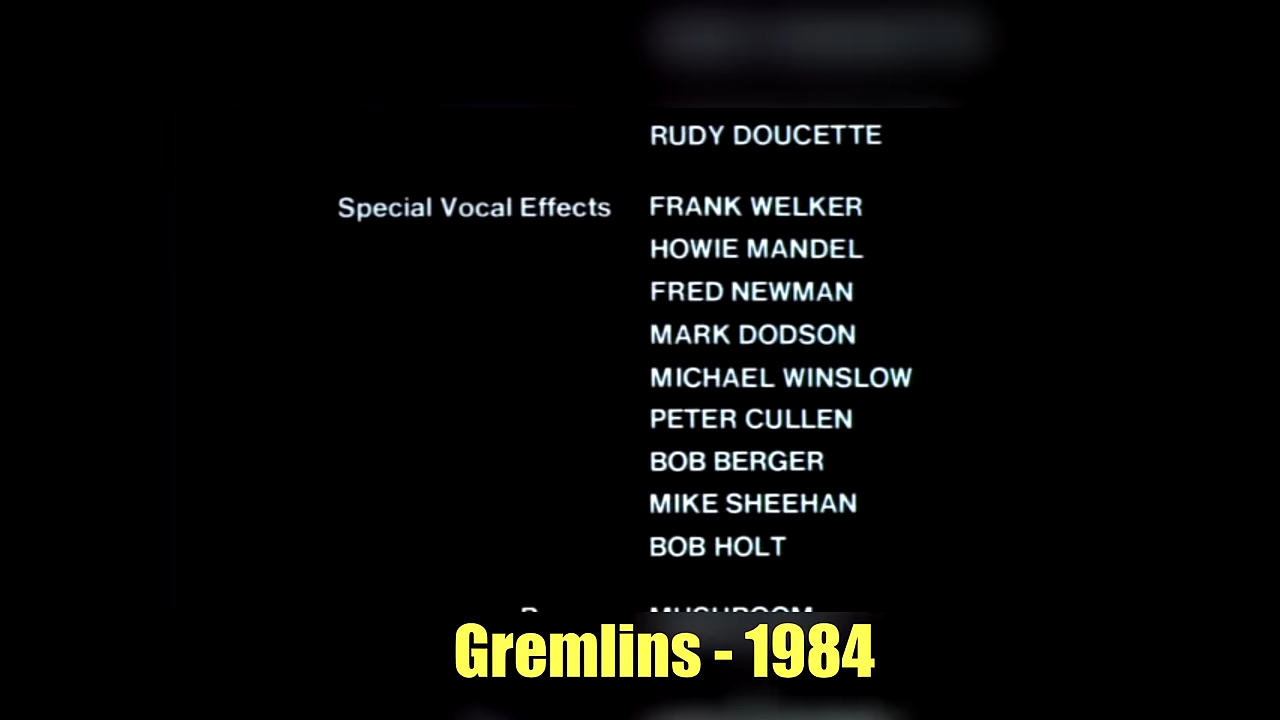 RUDY DOUCETTE
Special Vocal Effects FRANK WELKER
HOWIE MANDEL
FRED NEWMAN
MARK DODSON
MICHAEL WINSLOW
PETER CULLEN
BOB BERGER
MIKE SHEEHAN
BOB HOLT
MUSHROOM
Gremlins - 1984